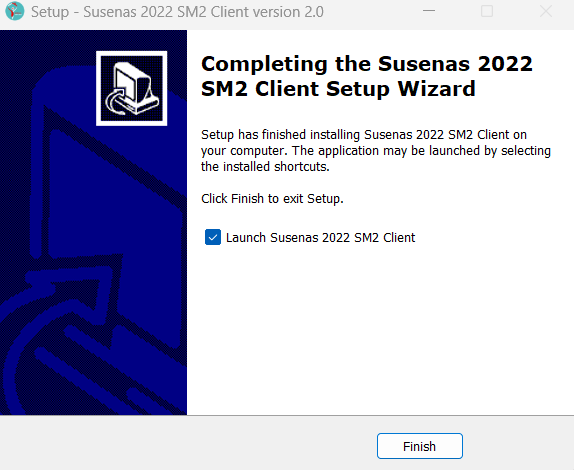 Setup - Susenas 2022 SM2 Client version 2.0
Completing the Susenas 2022
SM2 Client Setup Wizard
Setup has finished installing Susenas 2022 SM2 Client on
your computer. The application may be launched by selecting
the installed shortcuts.
Click Finish to exit Setup.
Launch Susenas 2022 SM2 Client
Finish